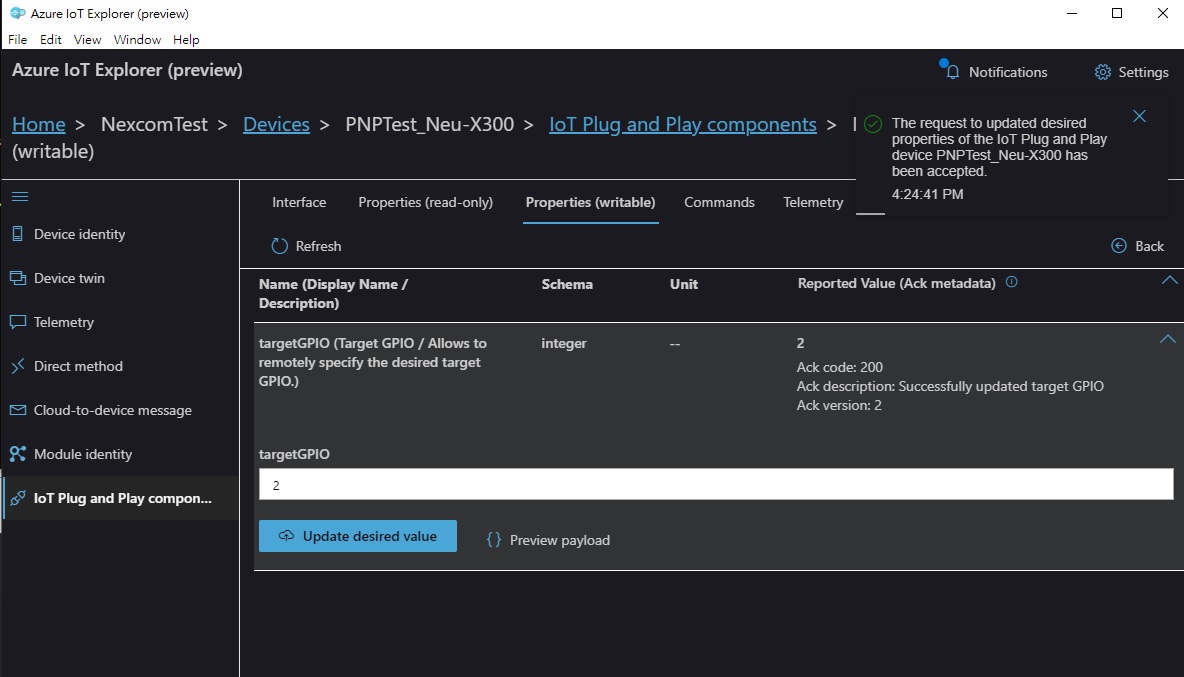 Azure IoT Explorer (preview)
File Edit View Window Help
Azure IoT Explorer (preview)
Notifications
Settings
Home > NexcomTest > Devices > PNPTest_Neu-X300 > IoT Plug and Play components >
(writable)
The request to updated desired
properties of the IoT Plug and Play
device PNPTest_Neu-X300 has
been accepted.
4:24:41 PM
Device identity
Device twin
Telemetry
Direct method
Cloud-to-device message
Module identity
IoT Plug and Play compon...
Interface Properties (read-only) Properties (writable) Commands Telemetry
Refresh
Back
Name (Display Name /
Description)
Schema
Unit
Reported Value (Ack metadata)
targetGPIO (Target GPIO / Allows to
remotely specify the desired target
GPIO.)
integer
--
2
Ack code: 200
Ack description: Successfully updated target GPIO
Ack version: 2
targetGPIO
2
Update desired value
{} Preview payload